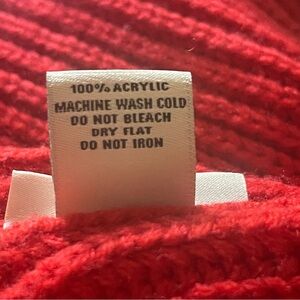 100% ACRYLIC
MACHINE WASH COLD
DO NOT BLEACH
DRY FLAT
DO NOT IRON